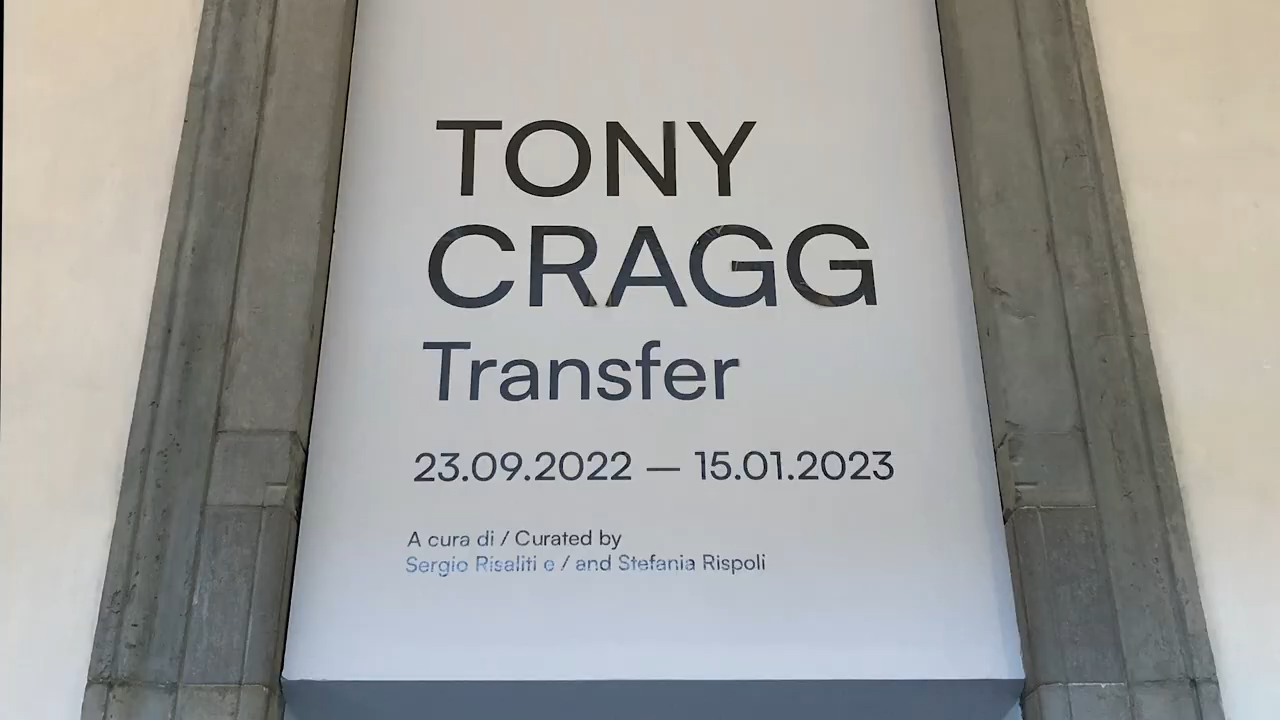 TONY
CRAGG
Transfer
23.09.2022 — 15.01.2023
A cura di / Curated by
Sergio Risaliti e / and Stefania Rispoli